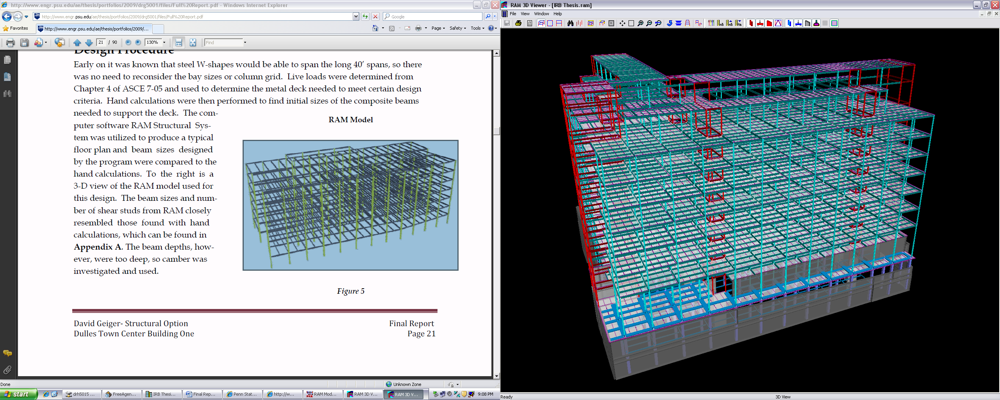 http://www.engr.psu.edu/ae/thesis/portfolios/2009/drg5001/files/Full%20Report.pdf - Windows Internet Explorer
http://www.engr.psu.edu/ae/thesis/portfolios/2009/drg5001/files/Full%20Report.pdf
Google
Favorites
http://www.engr.psu.edu/ae/thesis/portfolios/2009/...
Page Safety Tools
21 / 90 130% Find
Design Procedure
Early on it was known that steel W-shapes would be able to span the long 40’ spans, so there
was no need to reconsider the bay sizes or column grid. Live loads were determined from
Chapter 4 of ASCE 7-05 and used to determine the metal deck needed to meet certain design
criteria. Hand calculations were then performed to find initial sizes of the composite beams
needed to support the deck. The com-
puter software RAM Structural Sys-
tem was utilized to produce a typical
floor plan and beam sizes designed
by the program were compared to the
hand calculations. To the right is a
3-D view of the RAM model used for
this design. The beam sizes and num-
ber of shear studs from RAM closely
resembled those found with hand
calculations, which can be found in
Appendix A. The beam depths, how-
ever, were too deep, so camber was
investigated and used.
RAM Model
Figure 5
David Geiger- Structural Option
Dulles Town Center Building One
Final Report
Page 21
Done
Unknown Zone
start
drh5015 ...
FreeAgen...
IRB Thesi...
Final Rep...
Penn Stat...
http://w...
RAM Mod...
RAM 3D V...
RAM 3D V...
9:08 PM
RAM 3D Viewer - [IRB Thesis.ram]
File View Window Help
Ready
3D View